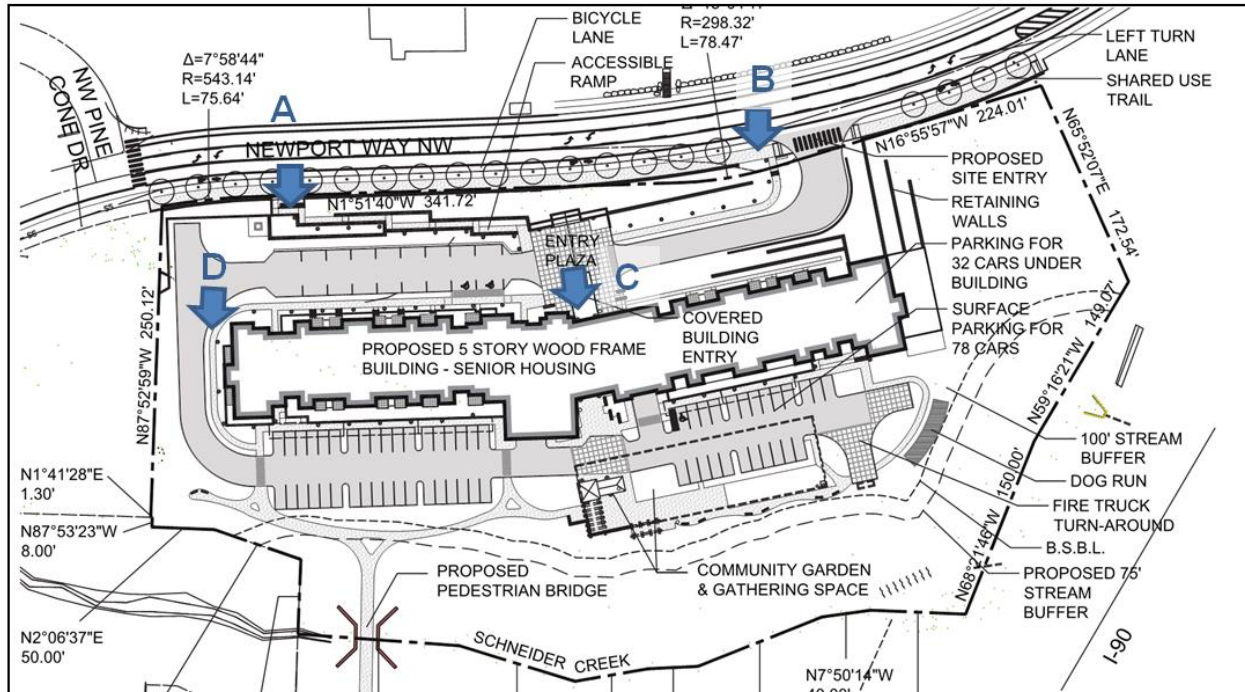 BICYCLE
LANE
ACCESSIBLE
RAMP
R=298.32'
L=78.47'
Δ=7°58'44"
R=543.14'
L=75.64'
LEFT TURN
LANE
SHARED USE
TRAIL
A
B
NW PINE
CONE DR
NEWPORT WAY NW
N1°51'40"W 341.72'
N16°55'57"W 224.01'
N65°52'07"E 172.54'
PROPOSED
SITE ENTRY
RETAINING
WALLS
PARKING FOR
32 CARS UNDER
BUILDING
SURFACE
PARKING FOR
78 CARS
ENTRY
PLAZA
C
D
COVERED
BUILDING
ENTRY
PROPOSED 5 STORY WOOD FRAME
BUILDING - SENIOR HOUSING
N87°52'59"W 250.12'
N59°16'21"W 149.07'
N1°41'28"E
1.30'
N87°53'23"W
8.00'
N2°06'37"E
50.00'
100' STREAM
BUFFER
DOG RUN
FIRE TRUCK
TURN-AROUND
B.S.B.L.
PROPOSED 75'
STREAM
BUFFER
N68°21'46"W 150.00'
PROPOSED
PEDESTRIAN BRIDGE
COMMUNITY GARDEN
& GATHERING SPACE
SCHNEIDER CREEK
N7°50'14"W
I-90